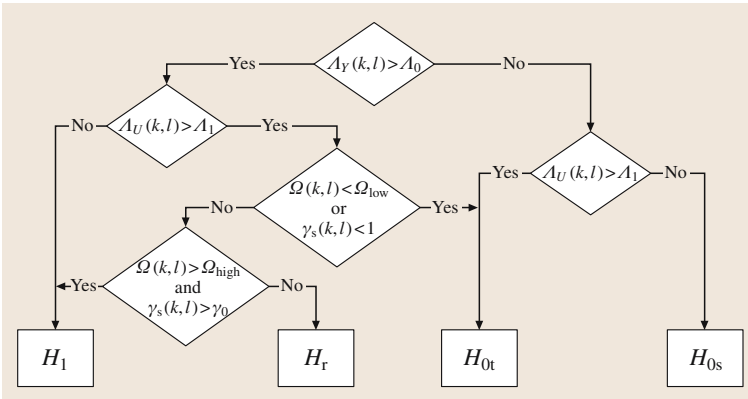 Yes
Λ_Y(k,l)>Λ_0
No
No
Λ_U(k,l)>Λ_1
Yes
Yes
Λ_U(k,l)>Λ_1
No
Ω(k,l)<Ω_low
or
γ_s(k,l)<1
No
Yes
Ω(k,l)>Ω_high
and
γ_s(k,l)>γ_0
Yes
No
H_1
H_r
H_0t
H_0s